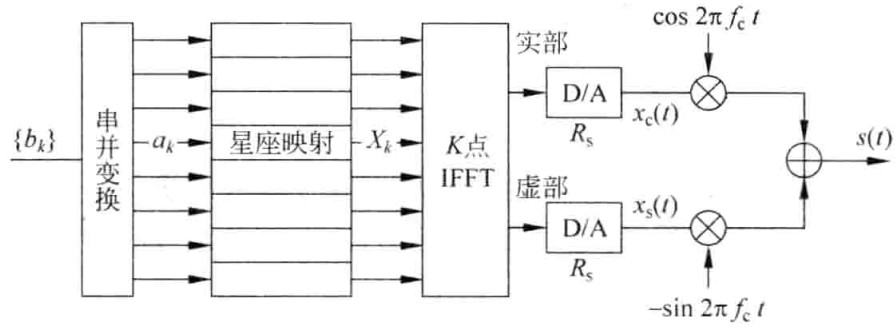 {b_k}
串并变换
a_k
星座映射
X_k
K点
IFFT
实部
D/A
R_s
x_c(t)
cos 2π f_c t
虚部
D/A
R_s
x_s(t)
−sin 2π f_c t
s(t)